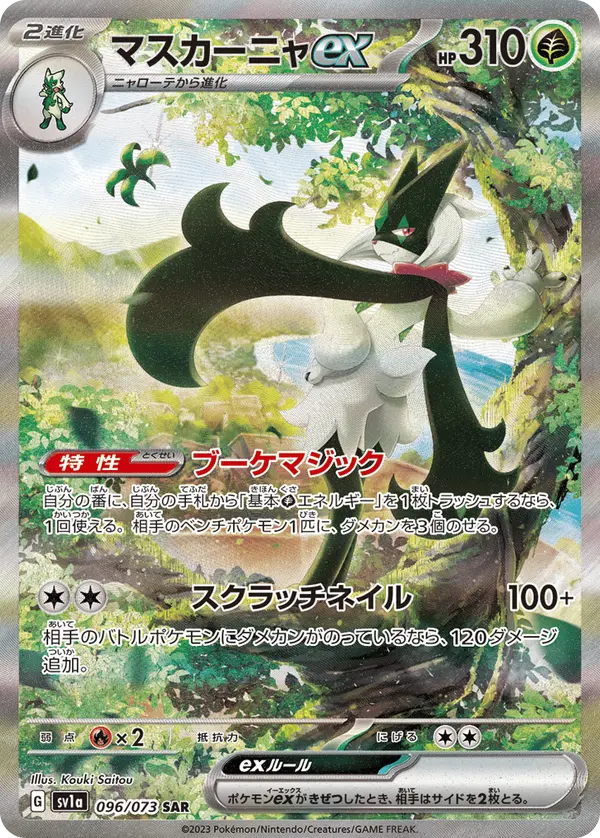 2進化 マスカーニャex HP310
ニャローテから進化
特性 とくせい ブーケマジック
自分の番に、自分の手札から「基本エネルギー」を1枚トラッシュするなら、
1回使える。相手のベンチポケモン1匹に、ダメカンを3個のせる。
スクラッチネイル 100+
相手のバトルポケモンにダメカンがのっているなら、120ダメージ
追加。
弱点 ×2 抵抗力 にげる
Illus. Kouki Saitou
exルール
G sv1a 096/073 SAR
ポケモンexがきぜつしたとき、相手はサイドを2枚とる。
©2023 Pokémon/Nintendo/Creatures/GAME FREAK.